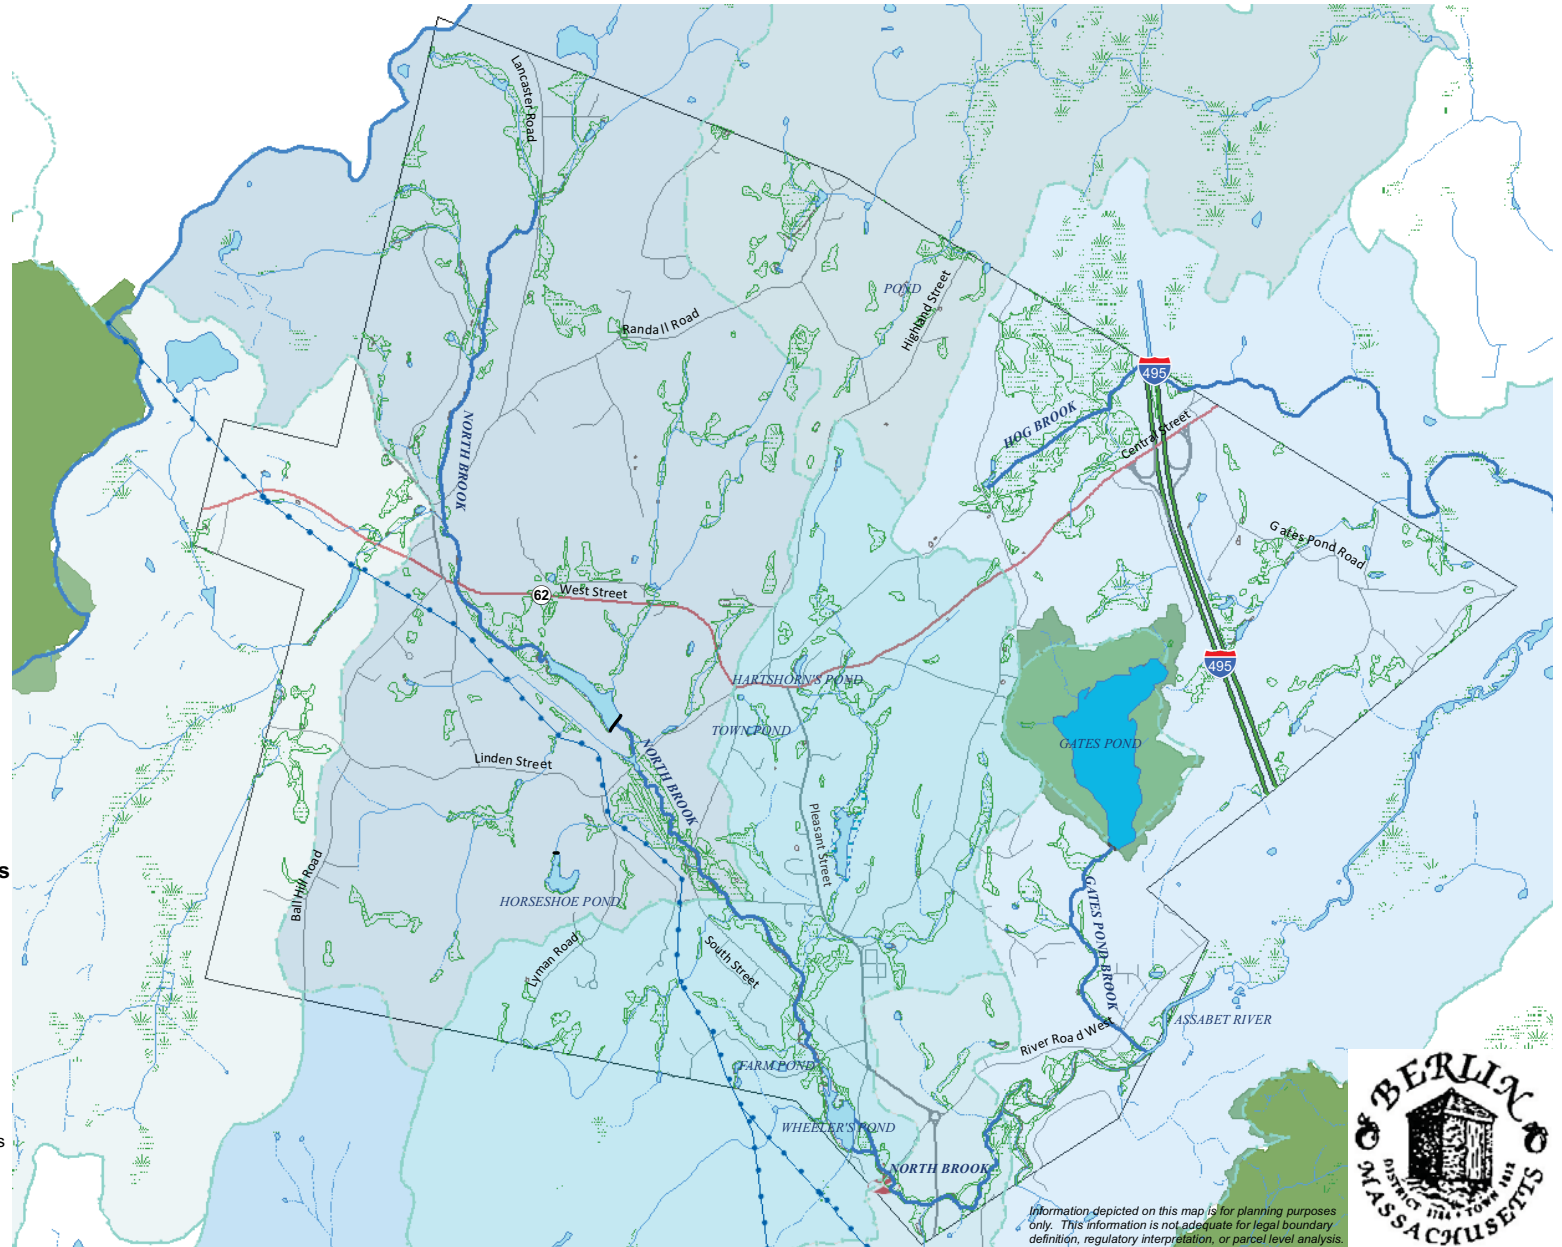 Lancaster Road
POND
Highland Street
Randall Road
495
HOG BROOK
Central Street
NORTH BROOK
Gates Pond Road
62
West Street
495
HARTSHORN'S POND
TOWN POND
GATES POND
NORTH BROOK
Linden Street
Pleasant Street
s
Ball Hill Road
HORSESHOE POND
GATES POND BROOK
Lyman Road
South Street
ASSABET RIVER
River Road West
FARM POND
WHEELER'S POND
s
NORTH BROOK
BERLIN
DISTRICT 1784 • TOWN 1812
MASSACHUSETTS
Information depicted on this map is for planning purposes
only. This information is not adequate for legal boundary
definition, regulatory interpretation, or parcel level analysis.